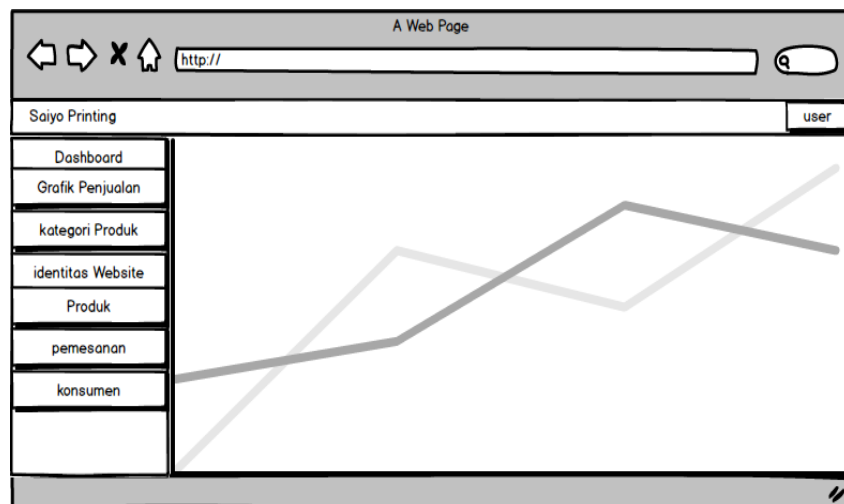 A Web Page
http://
Saiyo Printing
user
Dashboard
Grafik Penjualan
kategori Produk
identitas Website
Produk
pemesanan
konsumen